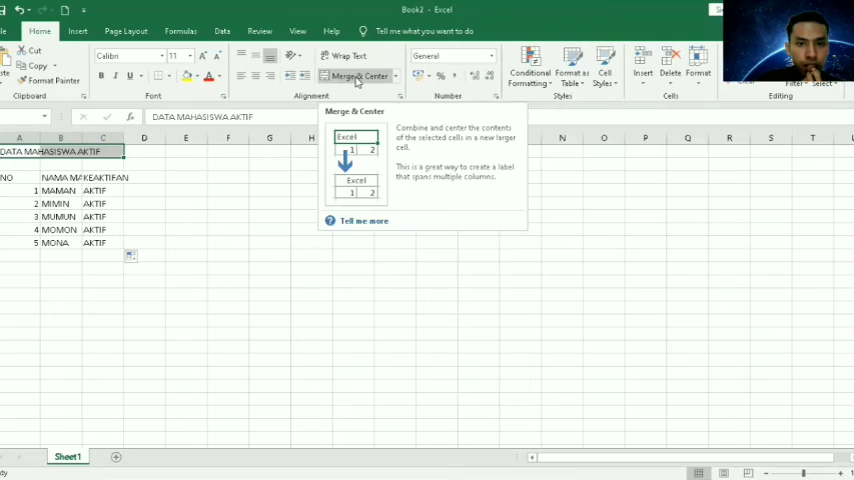 Book2 - Excel
Home Insert Page Layout Formulas Data Review View Help Tell me what you want to do
Cut
Copy
Format Painter
Clipboard
Calibri 11
B I U
Font
Wrap Text
Merge & Center
Alignment
General
Number
Conditional Formatting
Format as Table
Cell Styles
Styles
Insert Delete Format
Cells
DATA MAHASISWA AKTIF
A B C D E F G H N O P Q R S T
DATA MAHASISWA AKTIF
NO NAMA MA KEAKTIFAN
1 MAMAN AKTIF
2 MIMIN AKTIF
3 MUMUN AKTIF
4 MOMON AKTIF
5 MONA AKTIF
Merge & Center
Excel
1 2
Excel
1 2
Combine and center the contents
of the selected cells in a new larger
cell.
This is a great way to create a label
that spans multiple columns.
Tell me more
Sheet1